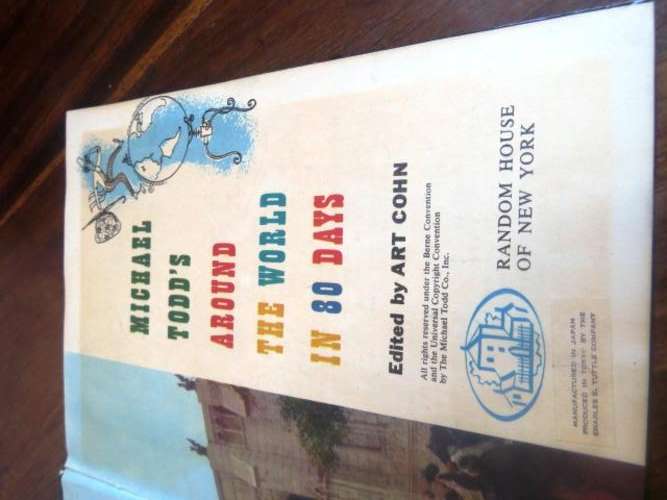 MICHAEL
TODD'S
AROUND
THE WORLD
IN 80 DAYS
Edited by ART COHN
All rights reserved under the Berne Convention
and the Universal Copyright Convention
by The Michael Todd Co., Inc.
RANDOM HOUSE
OF NEW YORK
MANUFACTURED IN JAPAN
PRODUCED IN TOKYO BY THE
CHARLES E. TUTTLE COMPANY